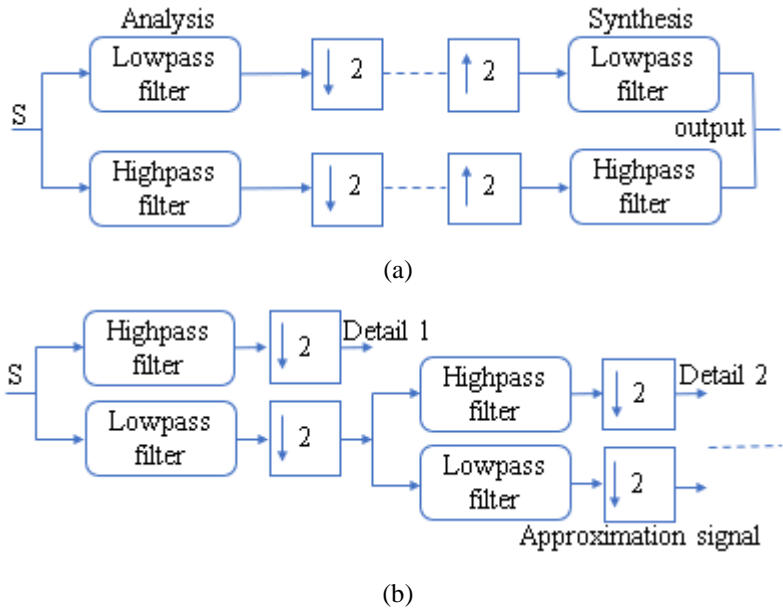 Analysis
Synthesis
Lowpass
filter
2
2
Lowpass
filter
S
output
Highpass
filter
2
2
Highpass
filter
(a)
Highpass
filter
2
Detail 1
S
Lowpass
filter
2
Highpass
filter
2
Detail 2
Lowpass
filter
2
Approximation signal
(b)